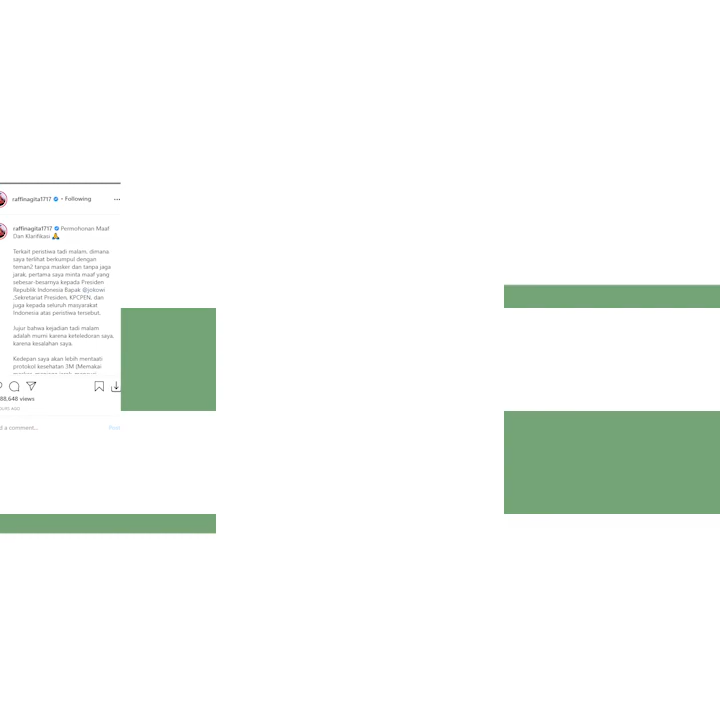 raffinagita1717 • Following
raffinagita1717 Permohonan Maaf
Dan Klarifikasi 🙏
Terkait peristiwa tadi malam, dimana
saya terlihat berkumpul dengan
teman2 tanpa masker dan tanpa jaga
jarak, pertama saya minta maaf yang
sebesar-besarnya kepada Presiden
Republik Indonesia Bapak @jokowi
,Sekretariat Presiden, KPCPEN, dan
juga kepada seluruh masyarakat
Indonesia atas peristiwa tersebut.
Jujur bahwa kejadian tadi malam
adalah murni karena keteledoran saya,
karena kesalahan saya.
Kedepan saya akan lebih mentaati
protokol kesehatan 3M (Memakai
88.648 views
AGO
a comment...
Post